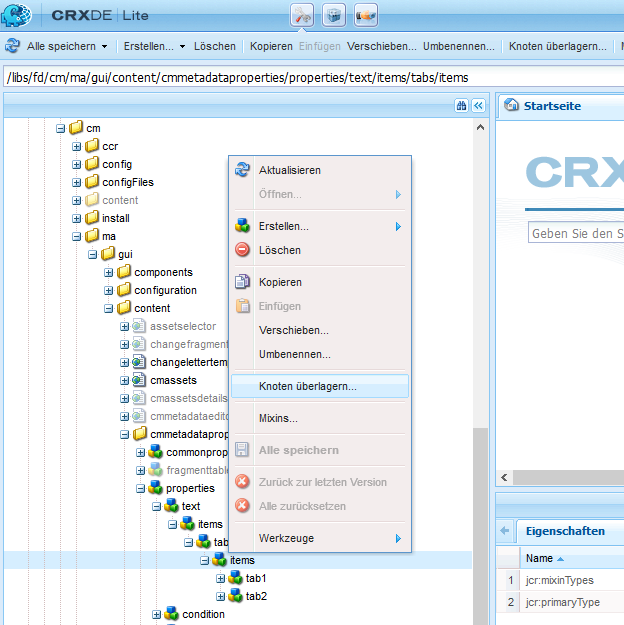 CRXDE | Lite
Alle speichern Erstellen... Löschen Kopieren Einfügen Verschieben... Umbenennen... Knoten überlagern...
/libs/fd/cm/ma/gui/content/cmmetadataproperties/properties/text/items/tabs/items
Startseite
cm
ccr
config
configFiles
content
install
ma
gui
components
configuration
content
assetselector
changefragment
changeletterte
cmassets
cmassetsdetails
cmmetadataedito
cmmetadataprop
commonprop
fragmenttable
properties
text
items
tab
items
tab1
tab2
condition
Aktualisieren
Öffnen...
Erstellen...
Löschen
Kopieren
Einfügen
Verschieben...
Umbenennen...
Knoten überlagern...
Mixins...
Alle speichern
Zurück zur letzten Version
Alle zurücksetzen
Werkzeuge
CRX
Geben Sie den S
Eigenschaften
Name
1 jcr:mixinTypes
2 jcr:primaryType